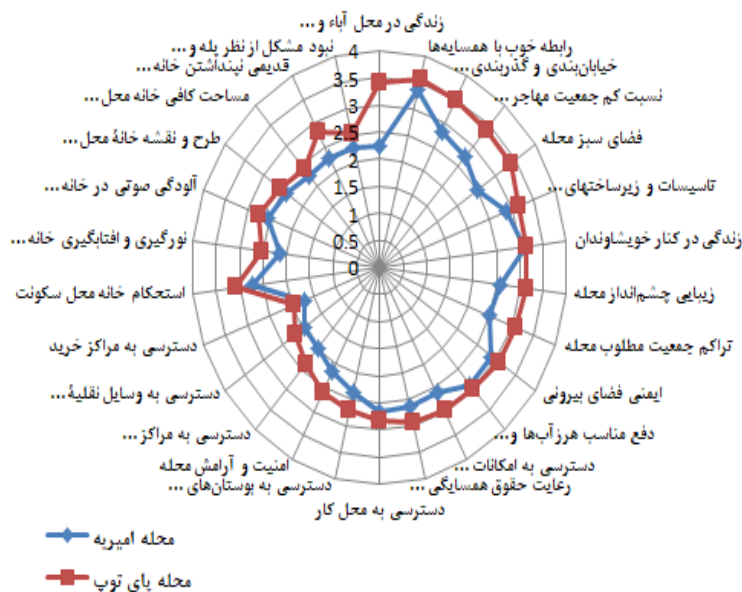 زندگی در محل آباء و ...
رابطه خوب با همسایه‌ها
خیابان‌بندی و گذربندی ...
نسبت کم جمعیت مهاجر ...
فضای سبز محله
تاسیسات و زیرساختهای ...
زندگی در کنار خویشاوندان
زیبایی چشم‌انداز محله
تراکم جمعیت مطلوب محله
ایمنی فضای بیرونی
دفع مناسب هرزآب‌ها و ...
دسترسی به امکانات ...
رعایت حقوق همسایگی ...
دسترسی به محل کار
دسترسی به بوستان‌های ...
امنیت و آرامش محله
دسترسی به مراکز ...
دسترسی به وسایل نقلیهٔ ...
دسترسی به مراکز خرید
استحکام خانه محل سکونت
نورگیری و افتابگیری خانه ...
آلودگی صوتی در خانه ...
طرح و نقشه خانهٔ محل ...
مساحت کافی خانه محل ...
قدیمی نپنداشتن خانه ...
نبود مشکل از نظر پله و ...
4
3.5
3
2.5
2
1.5
1
0.5
0
محله امیریه
محله پای توپ